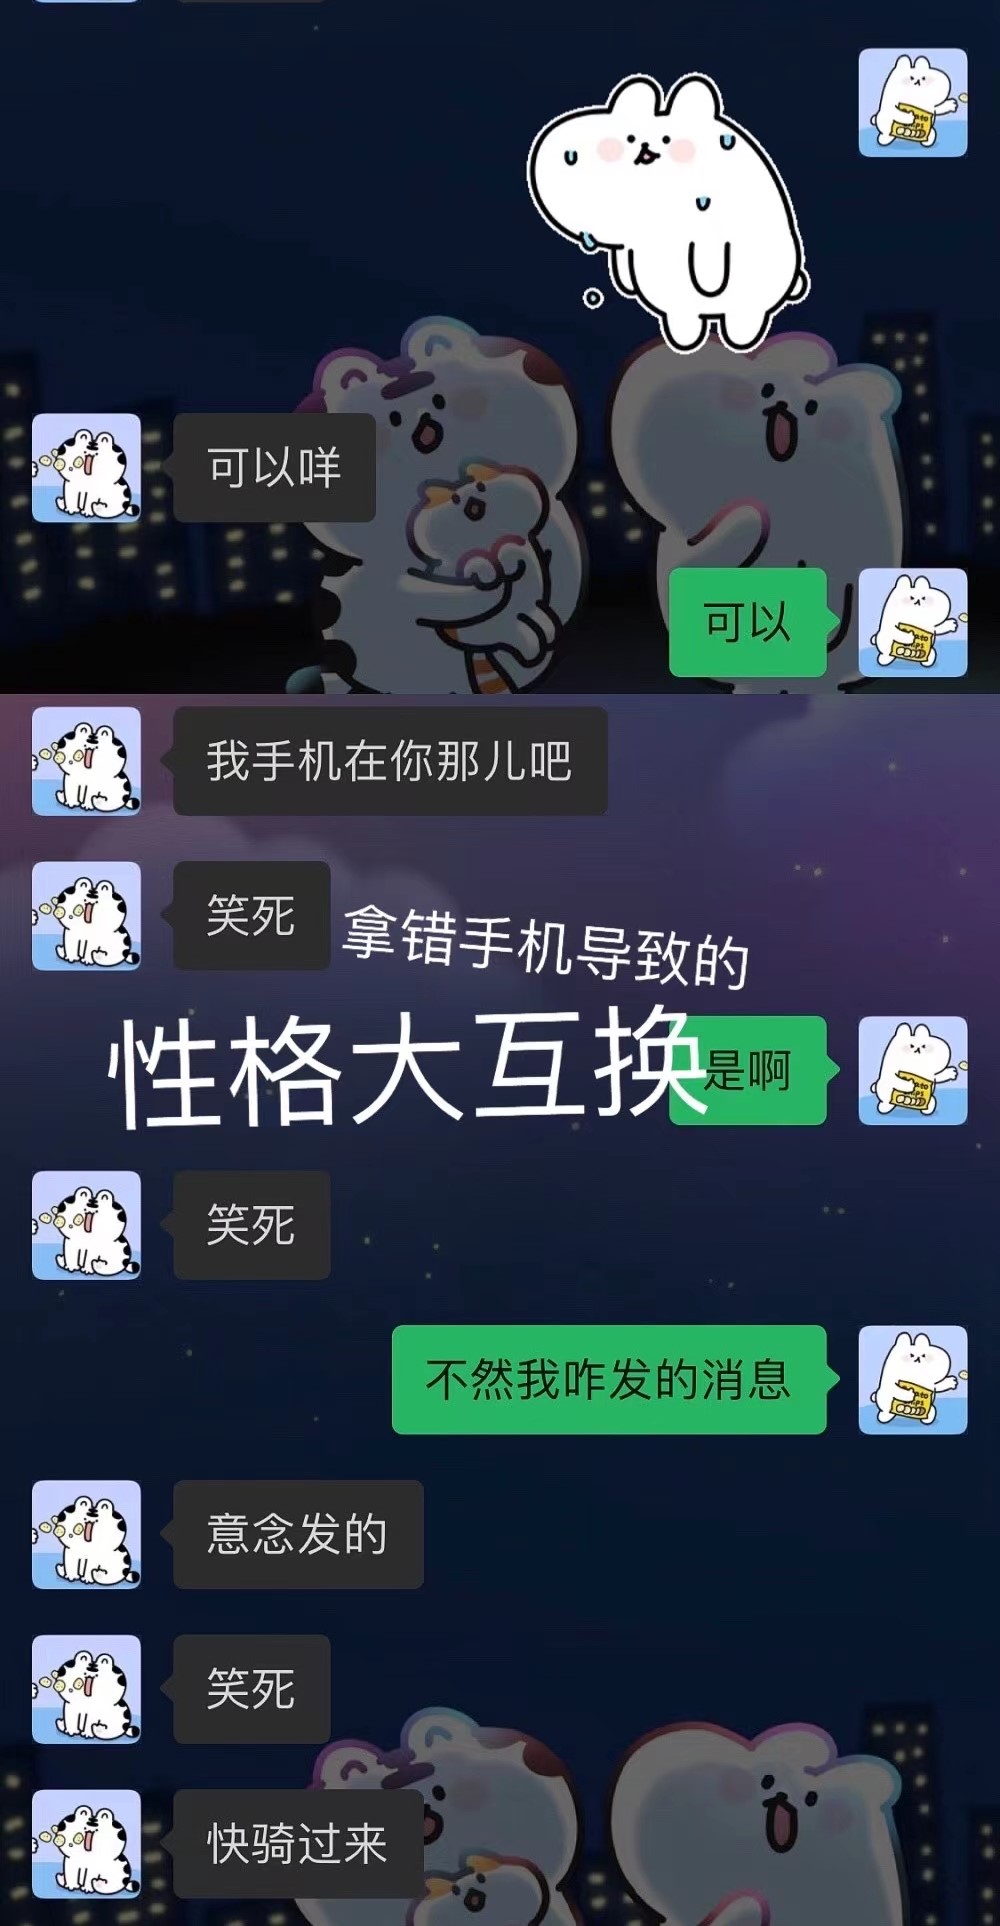 可以咩
可以
我手机在你那儿吧
笑死
拿错手机导致的
性格大互换
是啊
笑死
不然我咋发的消息
意念发的
笑死
快骑过来